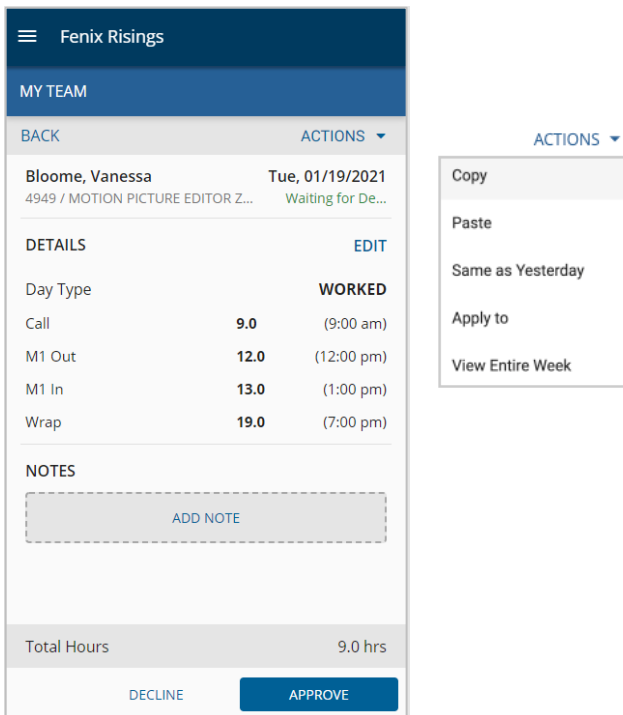 Fenix Risings
MY TEAM
BACK ACTIONS
Bloome, Vanessa Tue, 01/19/2021
4949 / MOTION PICTURE EDITOR Z... Waiting for De...
DETAILS EDIT
Day Type WORKED
Call 9.0 (9:00 am)
M1 Out 12.0 (12:00 pm)
M1 In 13.0 (1:00 pm)
Wrap 19.0 (7:00 pm)
NOTES
ADD NOTE
Total Hours 9.0 hrs
DECLINE APPROVE
ACTIONS
Copy
Paste
Same as Yesterday
Apply to
View Entire Week